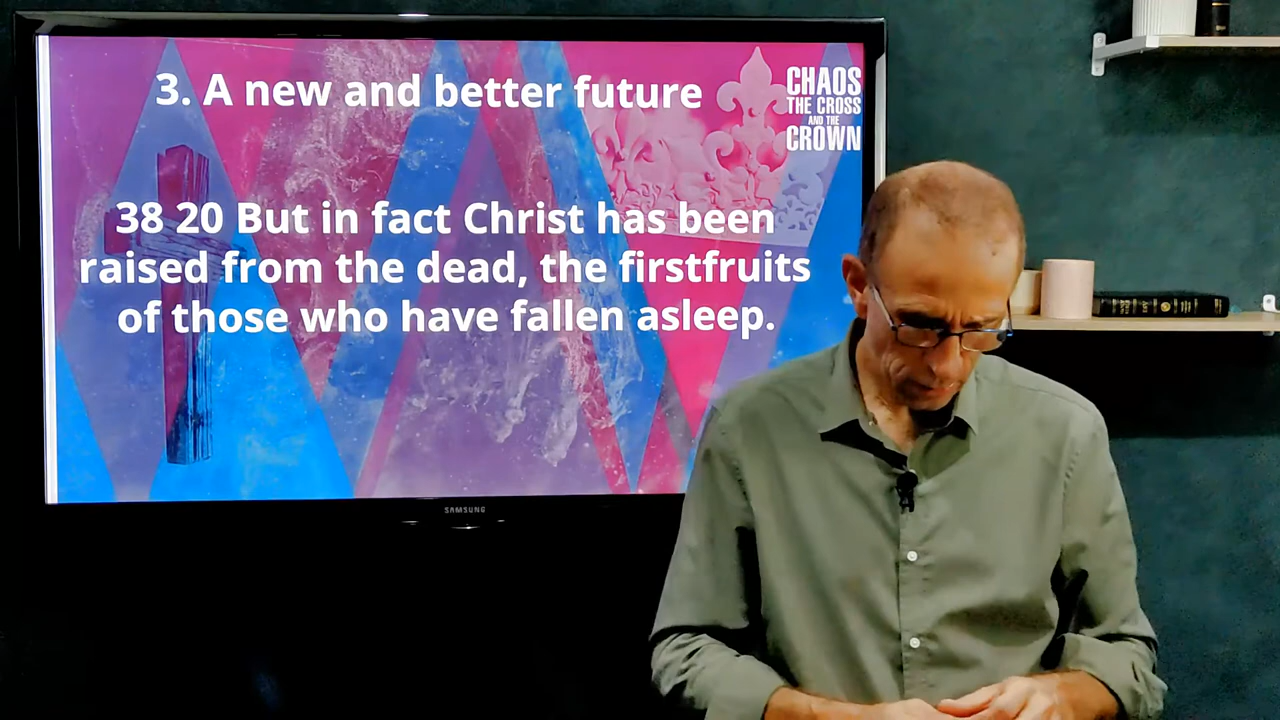 3. A new and better future
CHAOS
THE CROSS
AND THE
CROWN
38 20 But in fact Christ has been
raised from the dead, the firstfruits
of those who have fallen asleep.
SAMSUNG